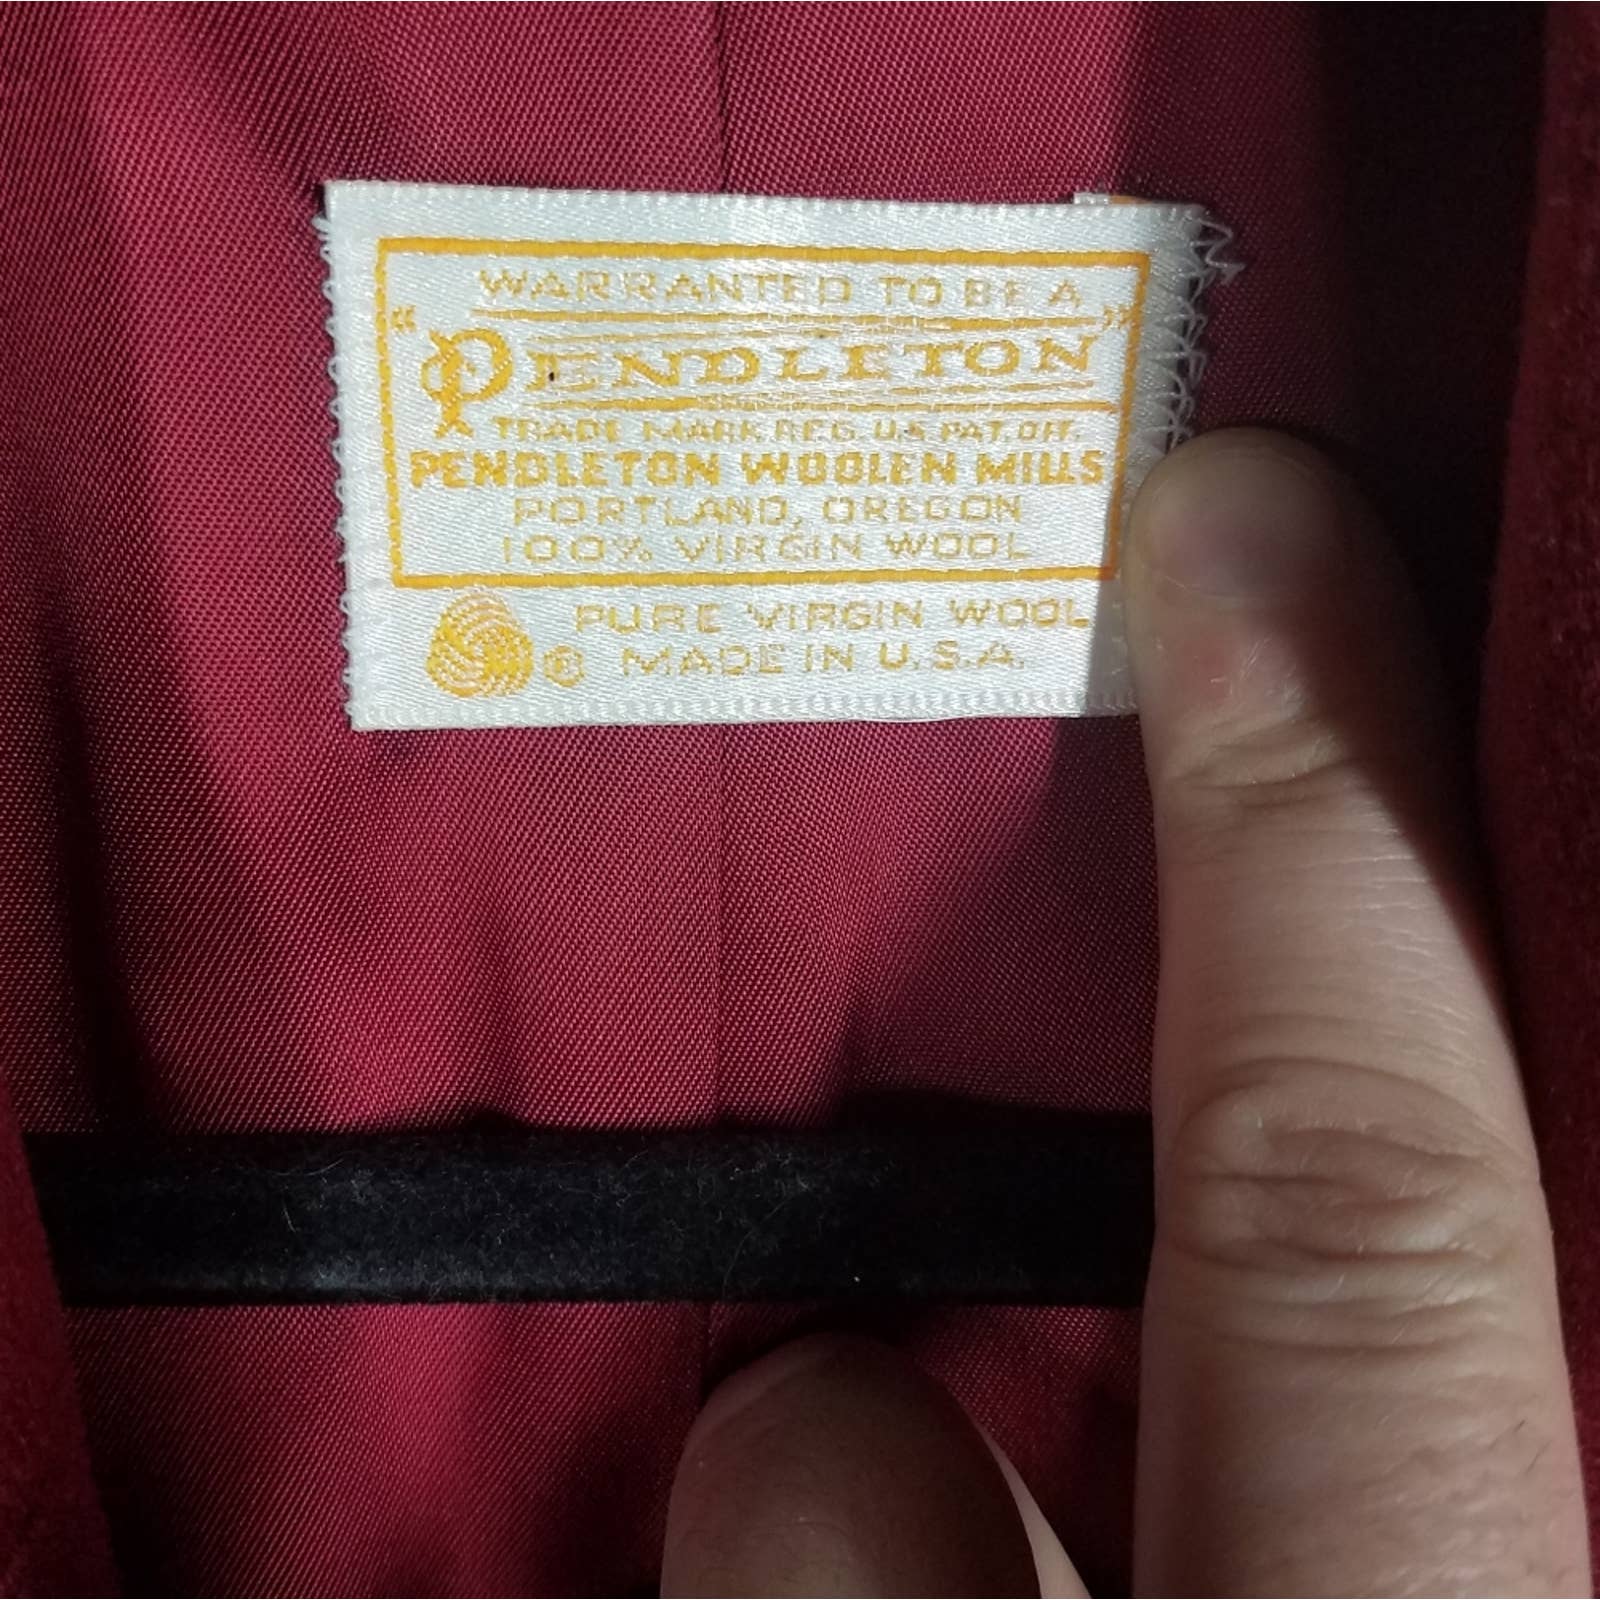 WARRANTED TO BE A
"PENDLETON"
TRADE MARK REG. U.S. PAT. OFF.
PENDLETON WOOLEN MILLS
PORTLAND, OREGON
100% VIRGIN WOOL
PURE VIRGIN WOOL
® MADE IN U.S.A.